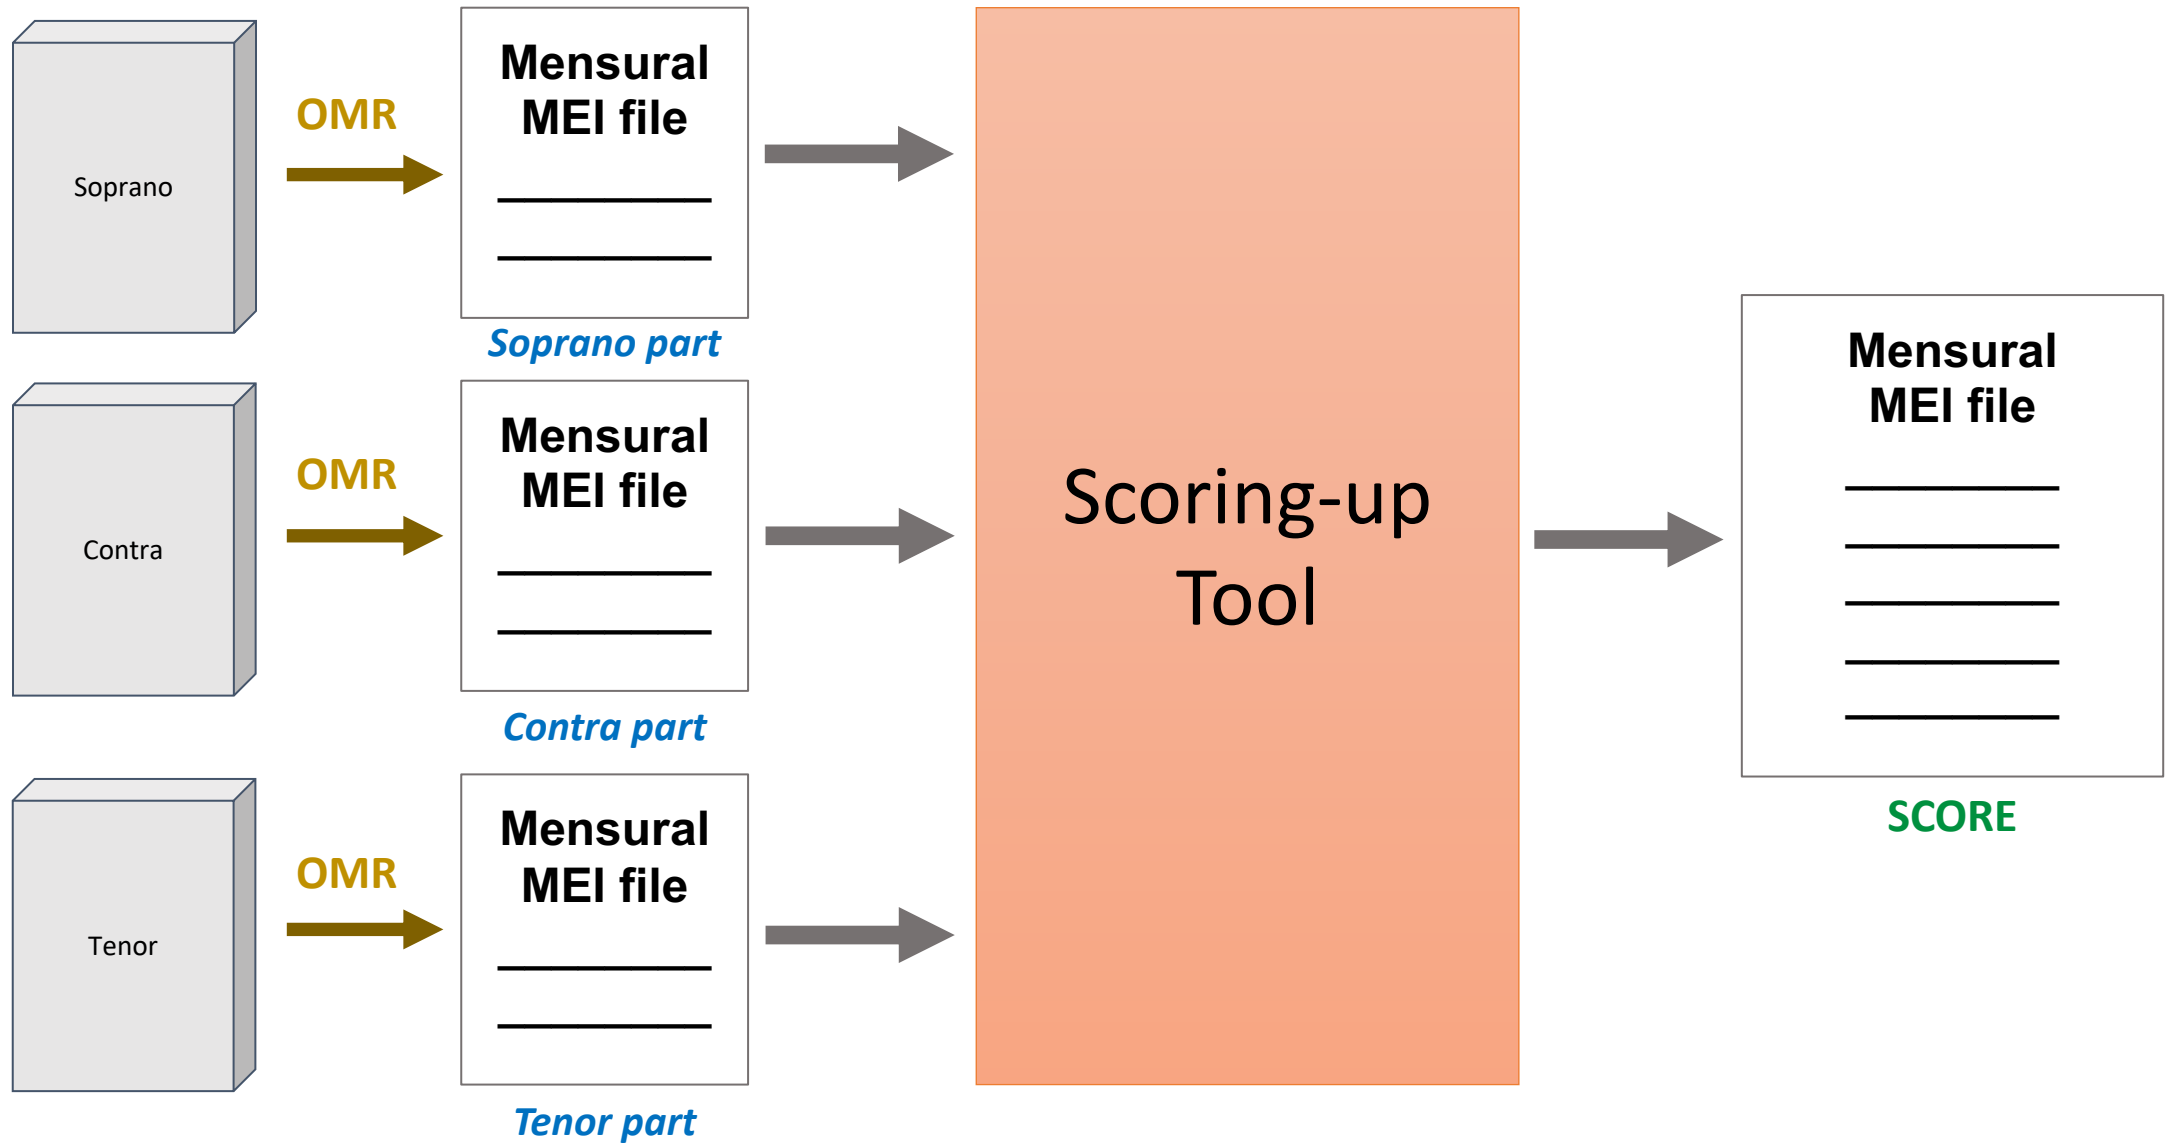 Soprano
OMR
Mensural
MEI file
Soprano part
Contra
OMR
Mensural
MEI file
Contra part
Tenor
OMR
Mensural
MEI file
Tenor part
Scoring-up
Tool
Mensural
MEI file
SCORE